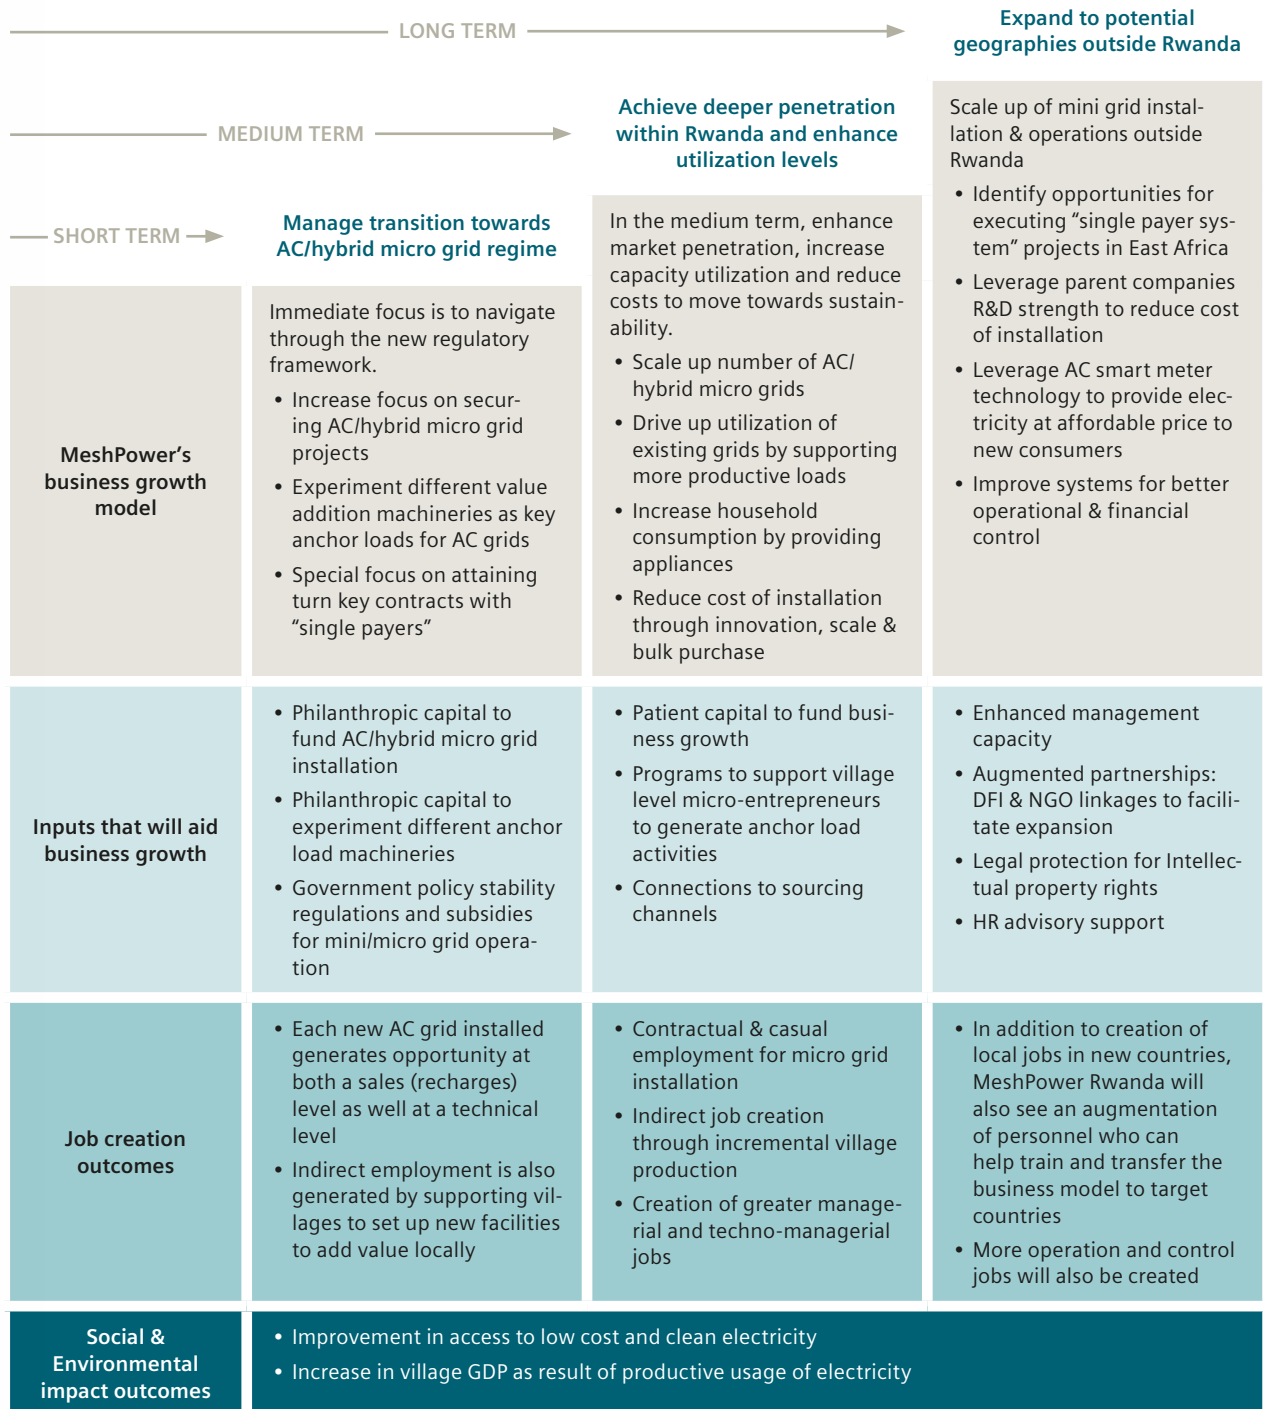 LONG TERM
Expand to potential
geographies outside Rwanda
MEDIUM TERM
Achieve deeper penetration
within Rwanda and enhance
utilization levels
SHORT TERM
Manage transition towards
AC/hybrid micro grid regime
MeshPower’s
business growth
model
Immediate focus is to navigate
through the new regulatory
framework.
• Increase focus on secur-
ing AC/hybrid micro grid
projects
• Experiment different value
addition machineries as key
anchor loads for AC grids
• Special focus on attaining
turn key contracts with
“single payers”
In the medium term, enhance
market penetration, increase
capacity utilization and reduce
costs to move towards sustain-
ability.
• Scale up number of AC/
hybrid micro grids
• Drive up utilization of
existing grids by supporting
more productive loads
• Increase household
consumption by providing
appliances
• Reduce cost of installation
through innovation, scale &
bulk purchase
Scale up of mini grid instal-
lation & operations outside
Rwanda
• Identify opportunities for
executing “single payer sys-
tem” projects in East Africa
• Leverage parent companies
R&D strength to reduce cost
of installation
• Leverage AC smart meter
technology to provide elec-
tricity at affordable price to
new consumers
• Improve systems for better
operational & financial
control
Inputs that will aid
business growth
• Philanthropic capital to
fund AC/hybrid micro grid
installation
• Philanthropic capital to
experiment different anchor
load machineries
• Government policy stability
regulations and subsidies
for mini/micro grid opera-
tion
• Patient capital to fund busi-
ness growth
• Programs to support village
level micro-entrepreneurs
to generate anchor load
activities
• Connections to sourcing
channels
• Enhanced management
capacity
• Augmented partnerships:
DFI & NGO linkages to facili-
tate expansion
• Legal protection for Intellec-
tual property rights
• HR advisory support
Job creation
outcomes
• Each new AC grid installed
generates opportunity at
both a sales (recharges)
level as well at a technical
level
• Indirect employment is also
generated by supporting vil-
lages to set up new facilities
to add value locally
• Contractual & casual
employment for micro grid
installation
• Indirect job creation
through incremental village
production
• Creation of greater manage-
rial and techno-managerial
jobs
• In addition to creation of
local jobs in new countries,
MeshPower Rwanda will
also see an augmentation
of personnel who can
help train and transfer the
business model to target
countries
• More operation and control
jobs will also be created
Social &
Environmental
impact outcomes
• Improvement in access to low cost and clean electricity
• Increase in village GDP as result of productive usage of electricity